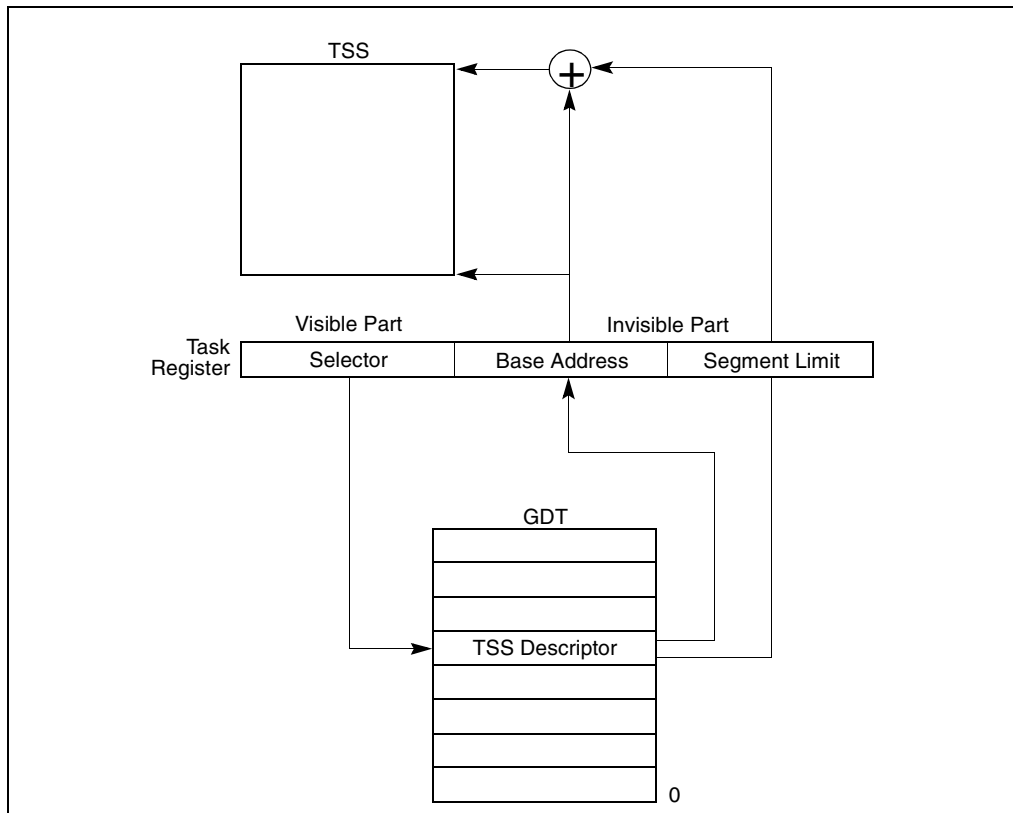 TSS
+
Visible Part
Invisible Part
Task
Register
Selector
Base Address
Segment Limit
GDT
TSS Descriptor
0